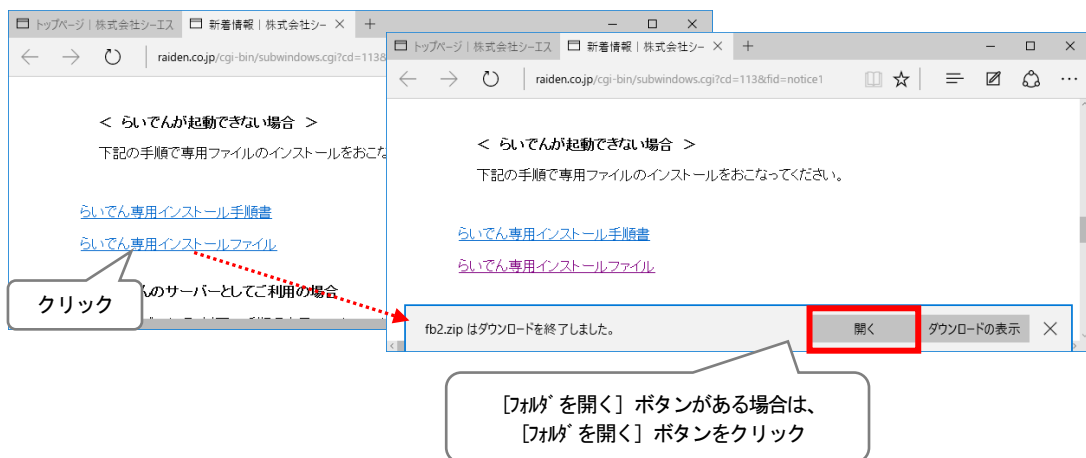 トップページ | 株式会社シーエス
新着情報 | 株式会社シー
raiden.co.jp/cgi-bin/subwindows.cgi?cd=1138
< らいでんが起動できない場合 >
下記の手順で専用ファイルのインストールをおこな
らいでん専用インストール手順書
らいでん専用インストールファイル
んのサーバーとしてご利用の場合
クリック
トップページ | 株式会社シーエス
新着情報 | 株式会社シー
raiden.co.jp/cgi-bin/subwindows.cgi?cd=113&fid=notice1
< らいでんが起動できない場合 >
下記の手順で専用ファイルのインストールをおこなってください。
らいでん専用インストール手順書
らいでん専用インストールファイル
fb2.zip はダウンロードを終了しました。
開く
ダウンロードの表示
[フォルダを開く] ボタンがある場合は、
[フォルダを開く] ボタンをクリック